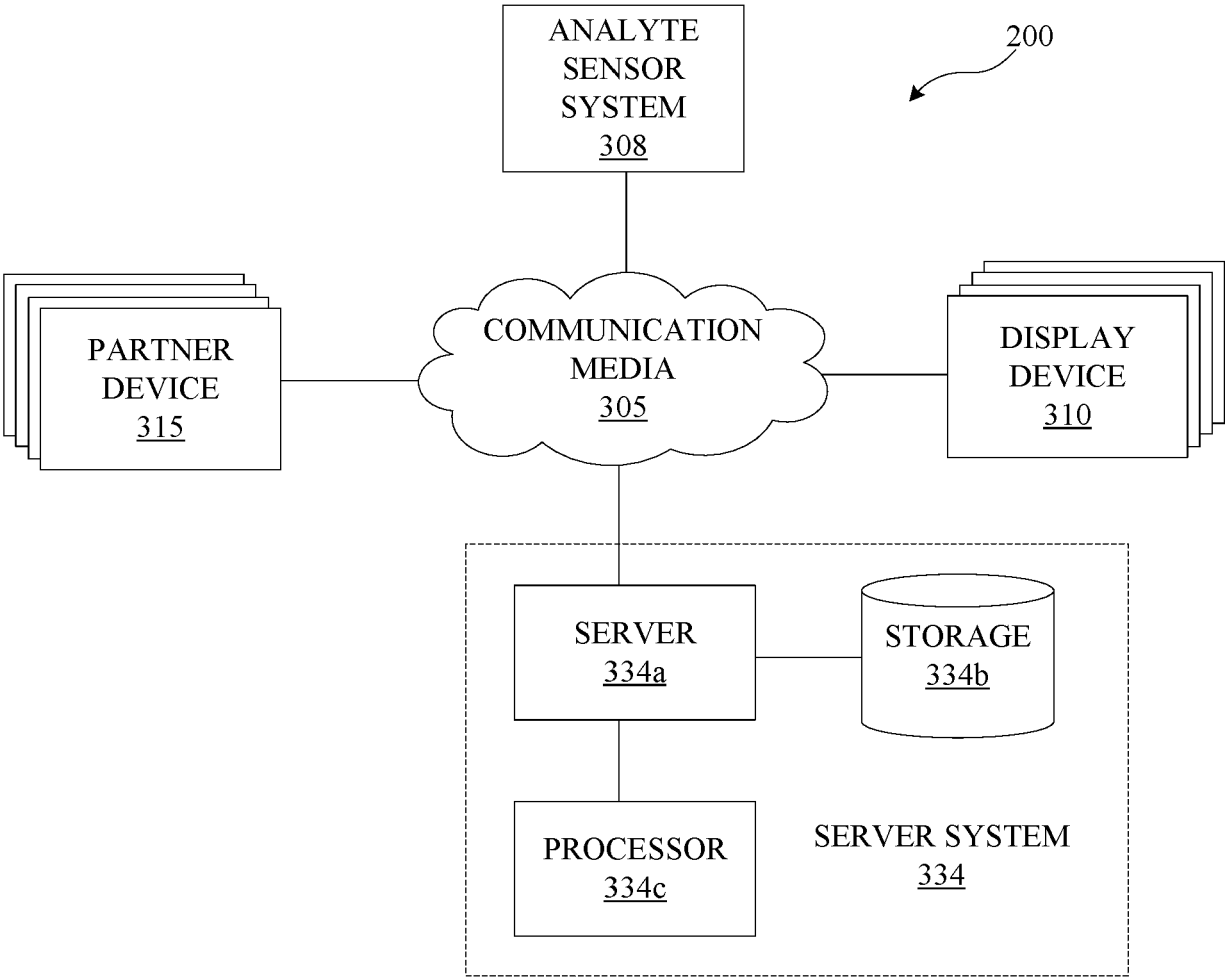 ANALYTE
SENSOR
SYSTEM
308
200
PARTNER
DEVICE
315
COMMUNICATION
MEDIA
305
DISPLAY
DEVICE
310
SERVER
334a
STORAGE
334b
PROCESSOR
334c
SERVER SYSTEM
334